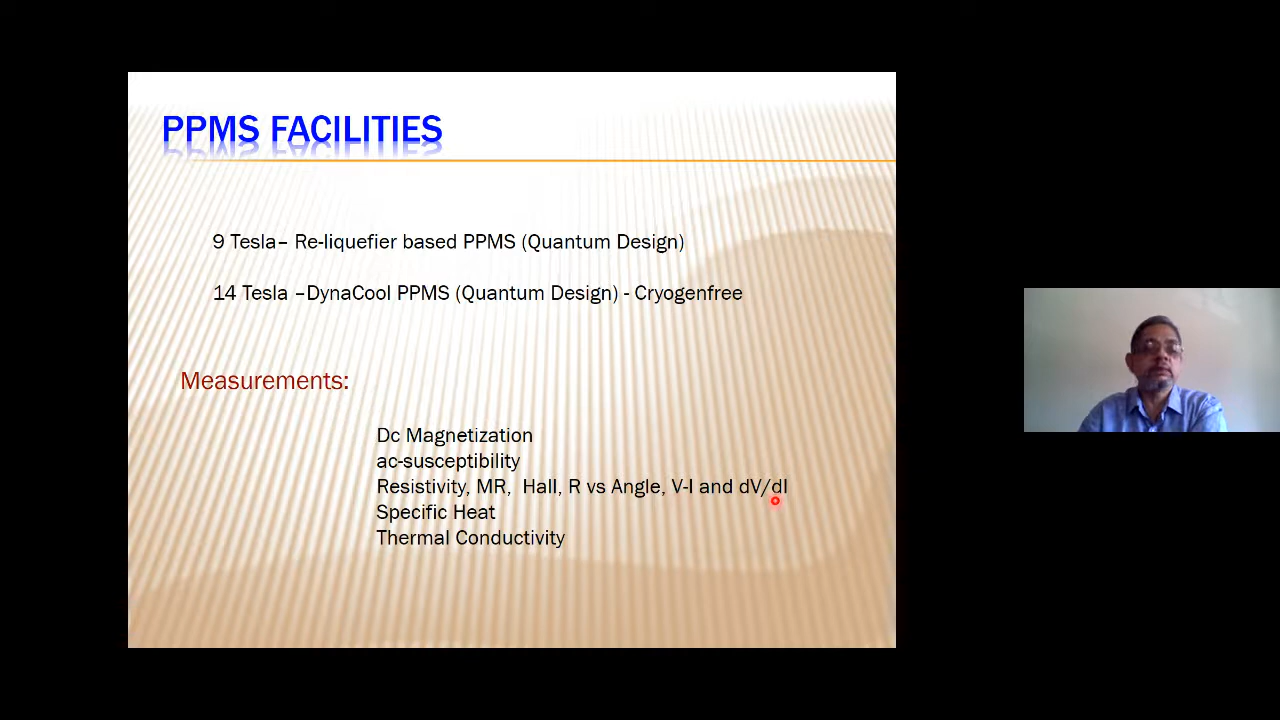 PPMS FACILITIES
9 Tesla– Re-liquefier based PPMS (Quantum Design)
14 Tesla –DynaCool PPMS (Quantum Design) - Cryogenfree
Measurements:
Dc Magnetization
ac-susceptibility
Resistivity, MR,  Hall, R vs Angle, V-I and dV/dI
Specific Heat
Thermal Conductivity